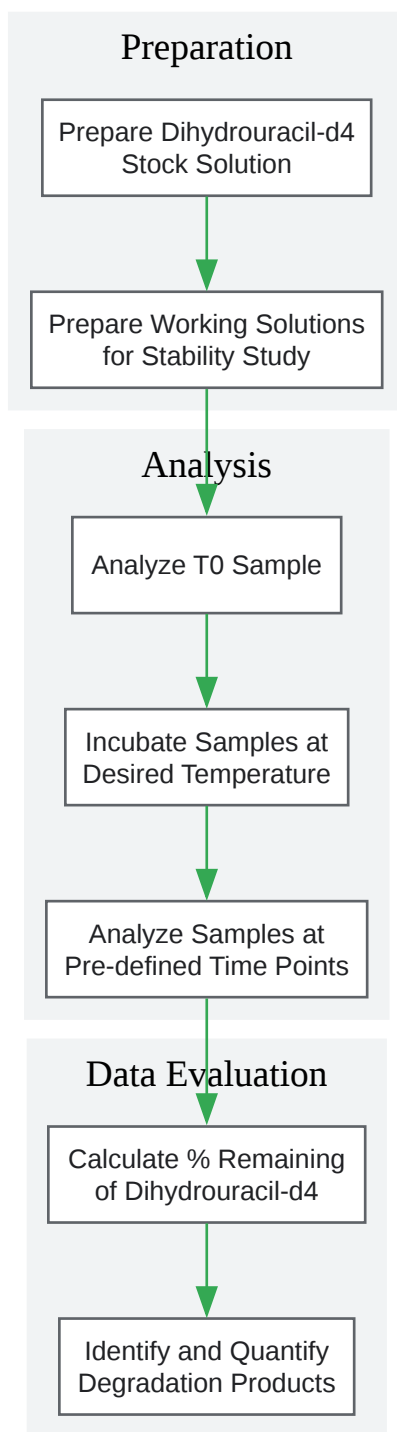 Preparation
Prepare Dihydrouracil-d4
Stock Solution
Prepare Working Solutions
for Stability Study
Analysis
Analyze T0 Sample
Incubate Samples at
Desired Temperature
Analyze Samples at
Pre-defined Time Points
Data Evaluation
Calculate % Remaining
of Dihydrouracil-d4
Identify and Quantify
Degradation Products